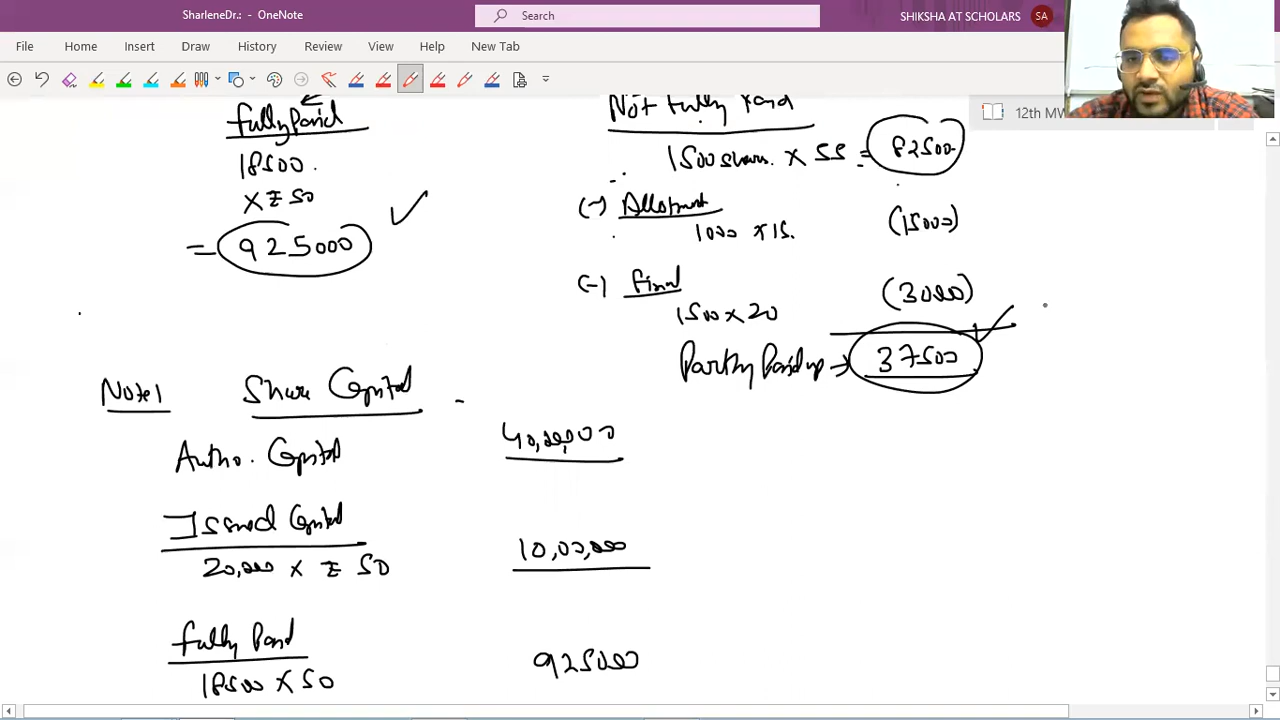 SharleneDr.: - OneNote
Search
SHIKSHA AT SCHOLARS SA
File Home Insert Draw History Review View Help New Tab
12th MW
Fully Paid
18500
X ₹ 50
= 925000
Not Fully Paid
1500 shares X 55 = 82500
(-) Allotment
1000 X 15. (15000)
(-) Final
1500 X 20 (30000)
Partly Paid up → 37500
Note 1 Share Capital -
Autho. Capital 40,00,000
Issued Capital
20,000 X ₹ 50 10,00,000
Fully Paid
18500 X 50 925000